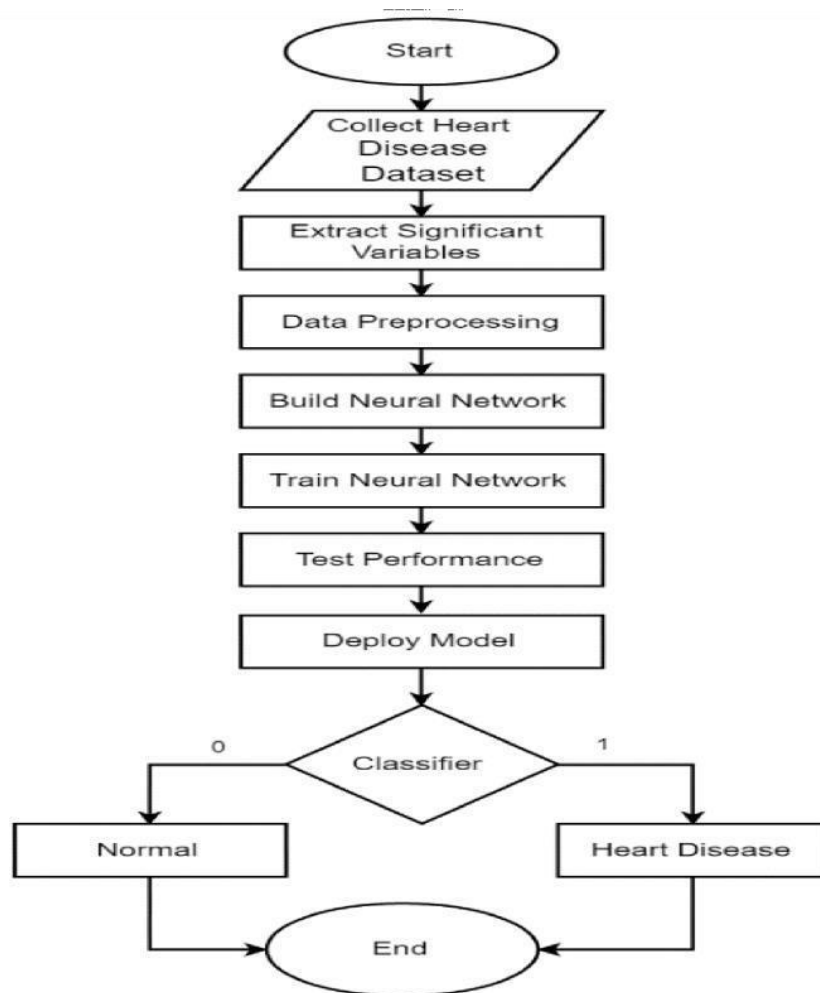 Start
Collect Heart
Disease
Dataset
Extract Significant
Variables
Data Preprocessing
Build Neural Network
Train Neural Network
Test Performance
Deploy Model
0
Classifier
1
Normal
Heart Disease
End